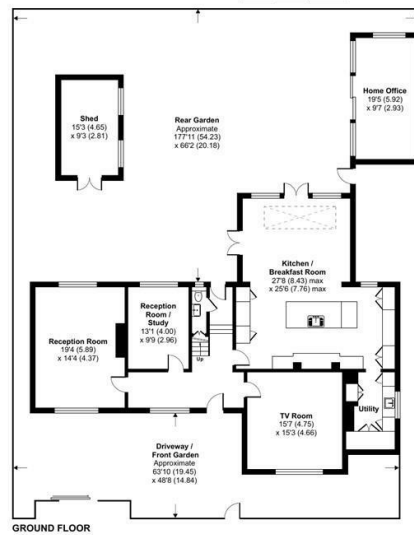 Shed
15'3 (4.65)
x 9'3 (2.81)
Rear Garden
Approximate
177'11 (54.23)
x 66'2 (20.18)
Home Office
19'5 (5.92)
x 9'7 (2.93)
Kitchen /
Breakfast Room
27'8 (8.43) max
x 25'6 (7.76) max
Reception Room
19'4 (5.89)
x 14'4 (4.37)
Reception
Room /
Study
13'1 (4.00)
x 9'9 (2.96)
Up
TV Room
15'7 (4.75)
x 15'3 (4.66)
Utility
Driveway /
Front Garden
Approximate
63'10 (19.45)
x 48'8 (14.84)
GROUND FLOOR